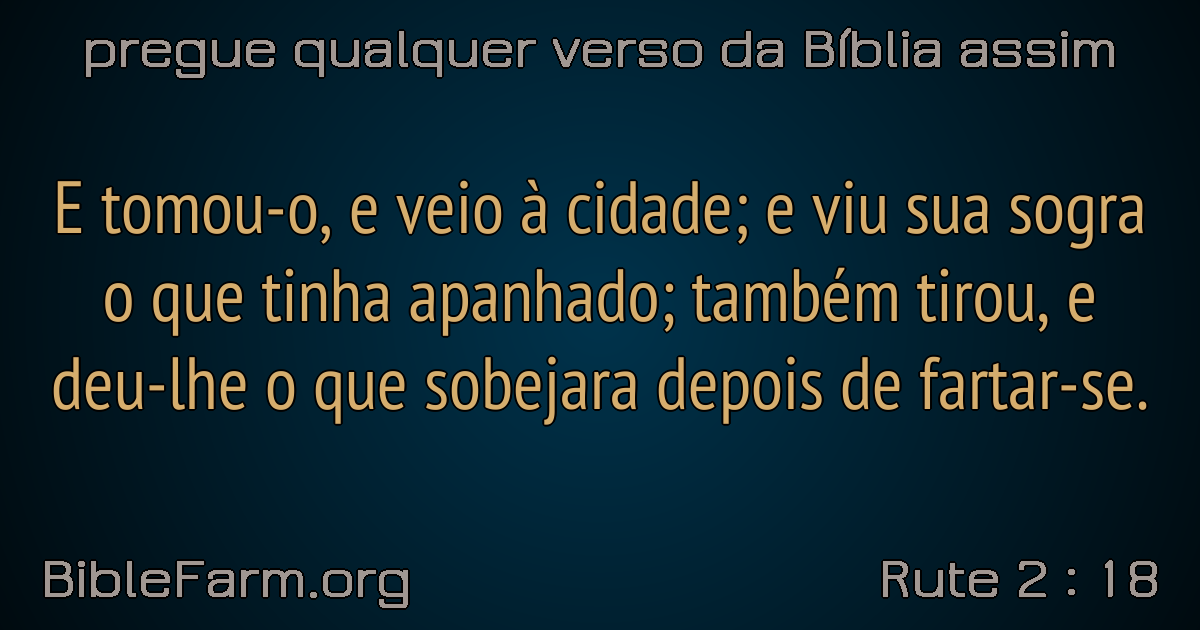 pregue qualquer verso da Bíblia assim
E tomou-o, e veio à cidade; e viu sua sogra
o que tinha apanhado; também tirou, e
deu-lhe o que sobejara depois de fartar-se.
BibleFarm.org
Rute 2 : 18